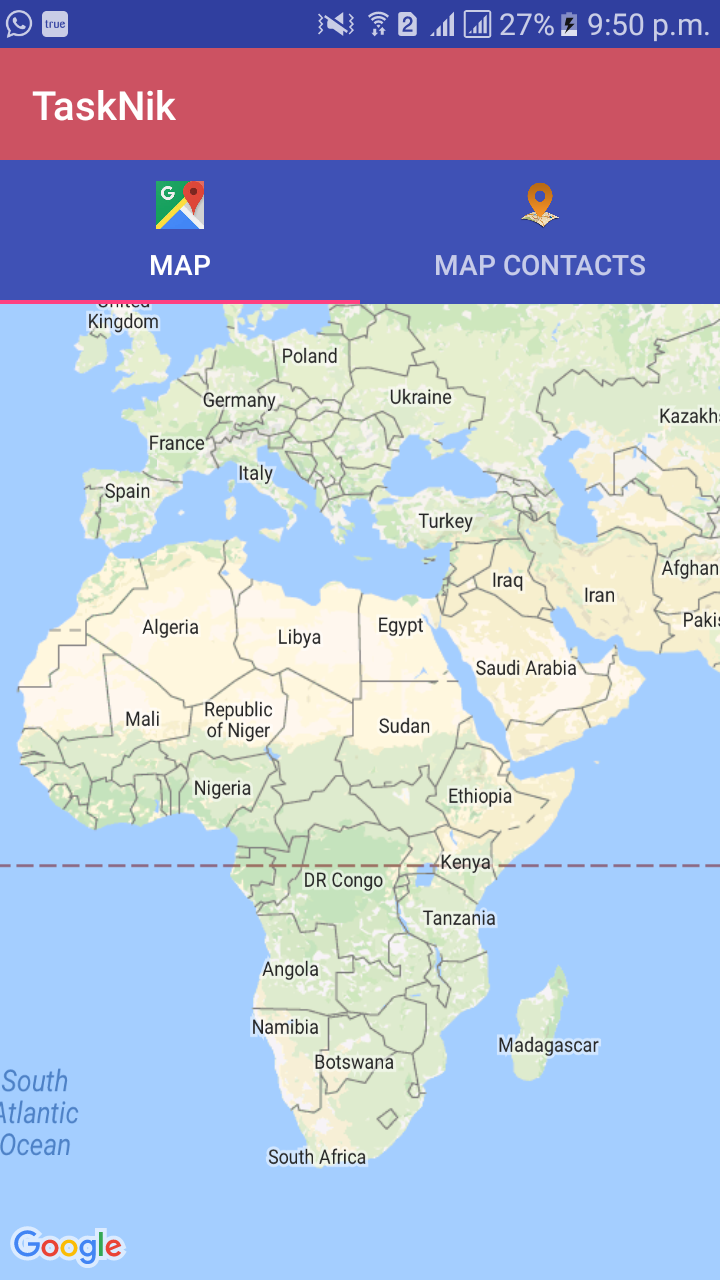 true 2 27% 9:50 p.m.
TaskNik
G
MAP MAP CONTACTS
United
Kingdom
Poland
Germany
Ukraine
Kazakh
France
Italy
Spain
Turkey
Iraq
Iran
Afghan
Pakis
Algeria
Libya
Egypt
Saudi Arabia
Mali
Republic
of Niger
Sudan
Nigeria
Ethiopia
Kenya
DR Congo
Tanzania
Angola
Namibia
Botswana
Madagascar
South
Atlantic
Ocean
South Africa
Google